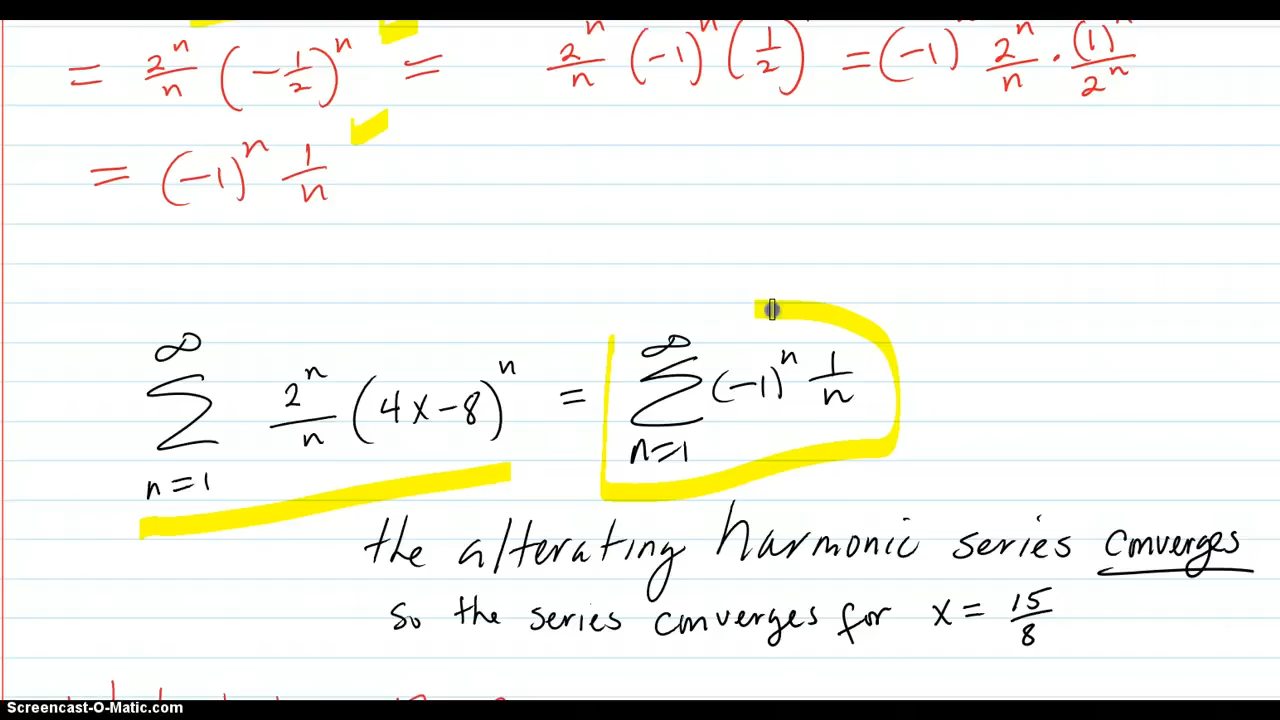 = 2^n/n (-1/2)^n = 2^n/n (-1)^n (1/2)^n = (-1)^n 2^n/n · (1)^n/2^n
= (-1)^n 1/n
∞∑n=1 2^n/n (4x-8)^n = ∞∑n=1 (-1)^n 1/n
the alterating harmonic series converges
so the series converges for x = 15/8
Screencast-O-Matic.com